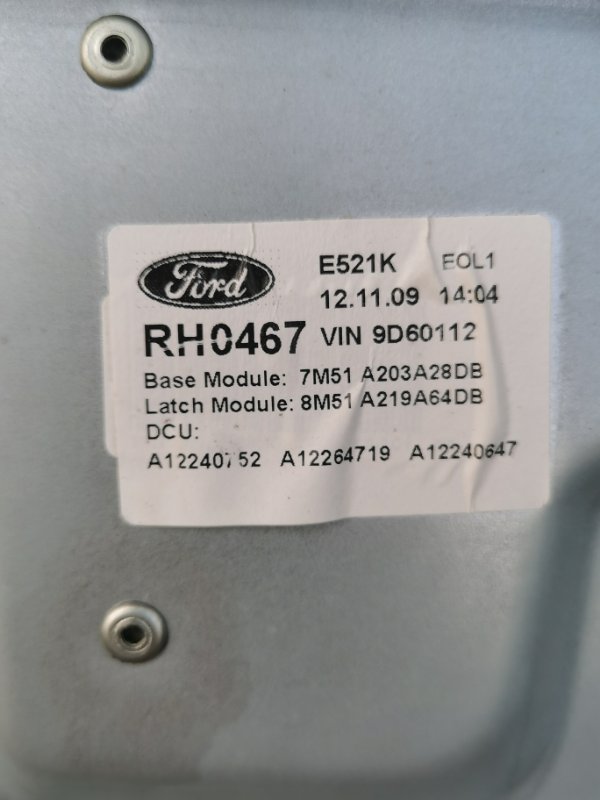 Ford E521K EOL1
12.11.09 14:04
RH0467 VIN 9D60112
Base Module: 7M51 A203A28DB
Latch Module: 8M51 A219A64DB
DCU:
A12240752 A12264719 A12240647